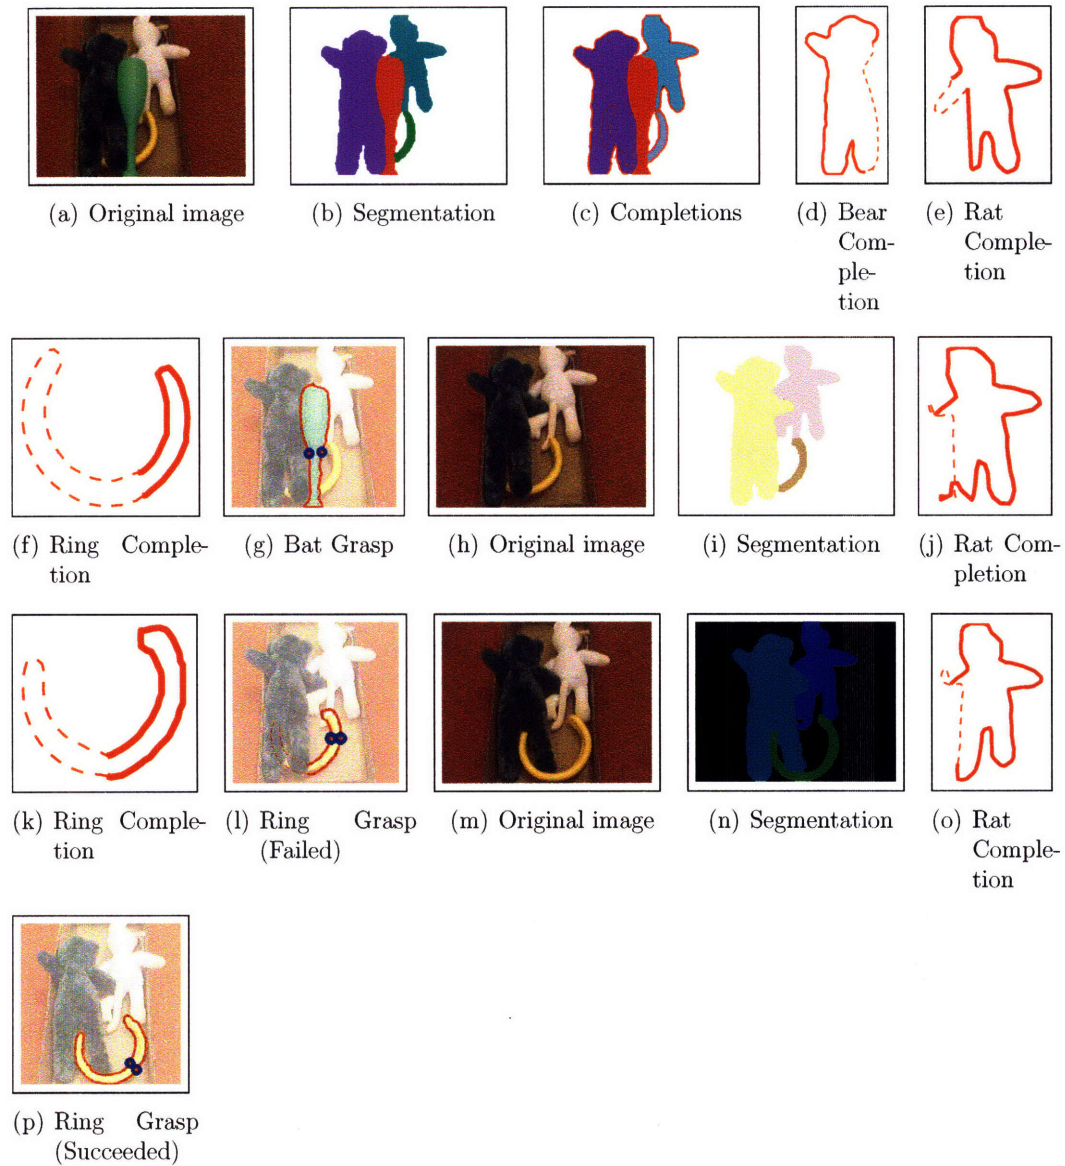 (a) Original image
(b) Segmentation
(c) Completions
(d) Bear
Com-
ple-
tion
(e) Rat
Comple-
tion
(f) Ring Comple-
tion
(g) Bat Grasp
(h) Original image
(i) Segmentation
(j) Rat Com-
pletion
(k) Ring Comple-
tion
(l) Ring Grasp
(Failed)
(m) Original image
(n) Segmentation
(o) Rat
Comple-
tion
(p) Ring Grasp
(Succeeded)